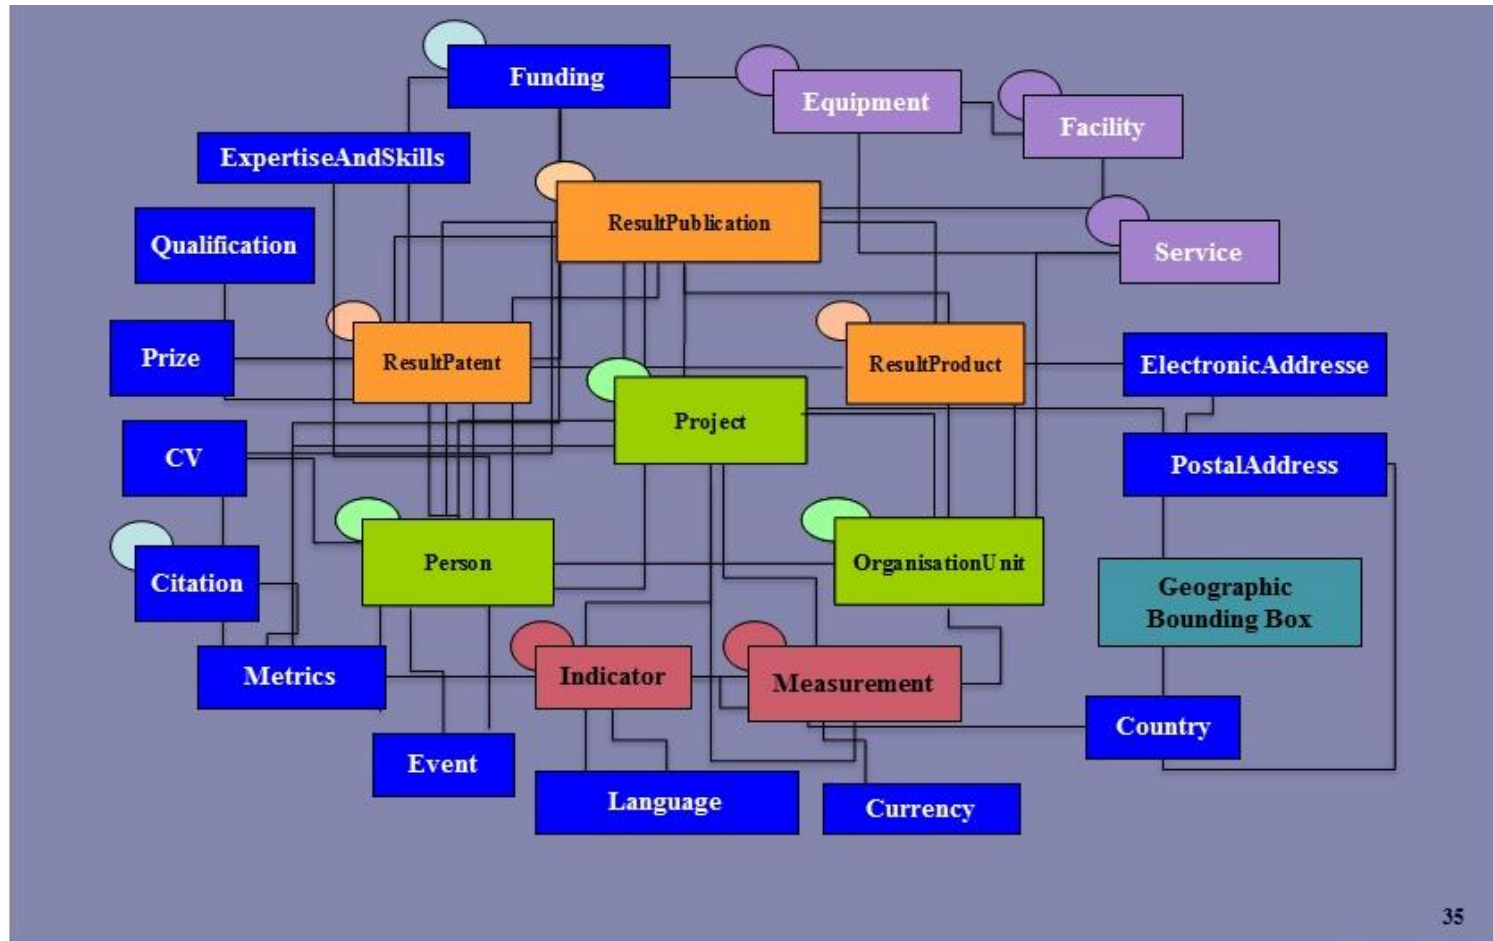 Funding
Equipment
Facility
ExpertiseAndSkills
ResultPublication
Qualification
Service
Prize
ResultPatent
ResultProduct
ElectronicAddresse
Project
CV
PostalAddress
Person
OrganisationUnit
Citation
Geographic
Bounding Box
Metrics
Indicator
Measurement
Country
Event
Language
Currency
35